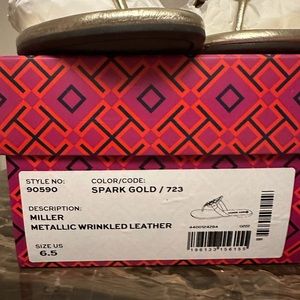 STYLE NO:
90590
COLOR/CODE:
SPARK GOLD / 723
DESCRIPTION:
MILLER
METALLIC WRINKLED LEATHER
SIZE US
6.5